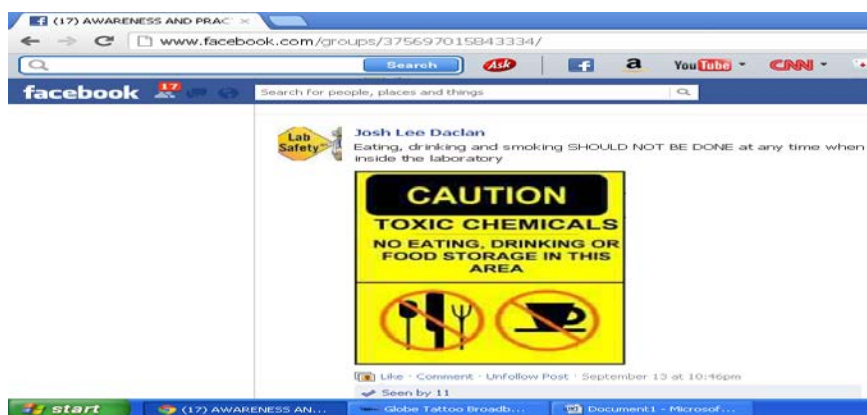 (17) AWARENESS AND PRAC
www.facebook.com/groups/375697015843334/
Search
Ask
a
YouTube
CNN
facebook
17
Search for people, places and things
Lab Safety
Josh Lee Daclan
Eating, drinking and smoking SHOULD NOT BE DONE at any time when
inside the laboratory
CAUTION
TOXIC CHEMICALS
NO EATING, DRINKING OR
FOOD STORAGE IN THIS
AREA
Like · Comment · Unfollow Post · September 13 at 10:46pm
Seen by 11
start
(17) AWARENESS AN...
Globe Tattoo Broadb...
Document1 - Microsof...